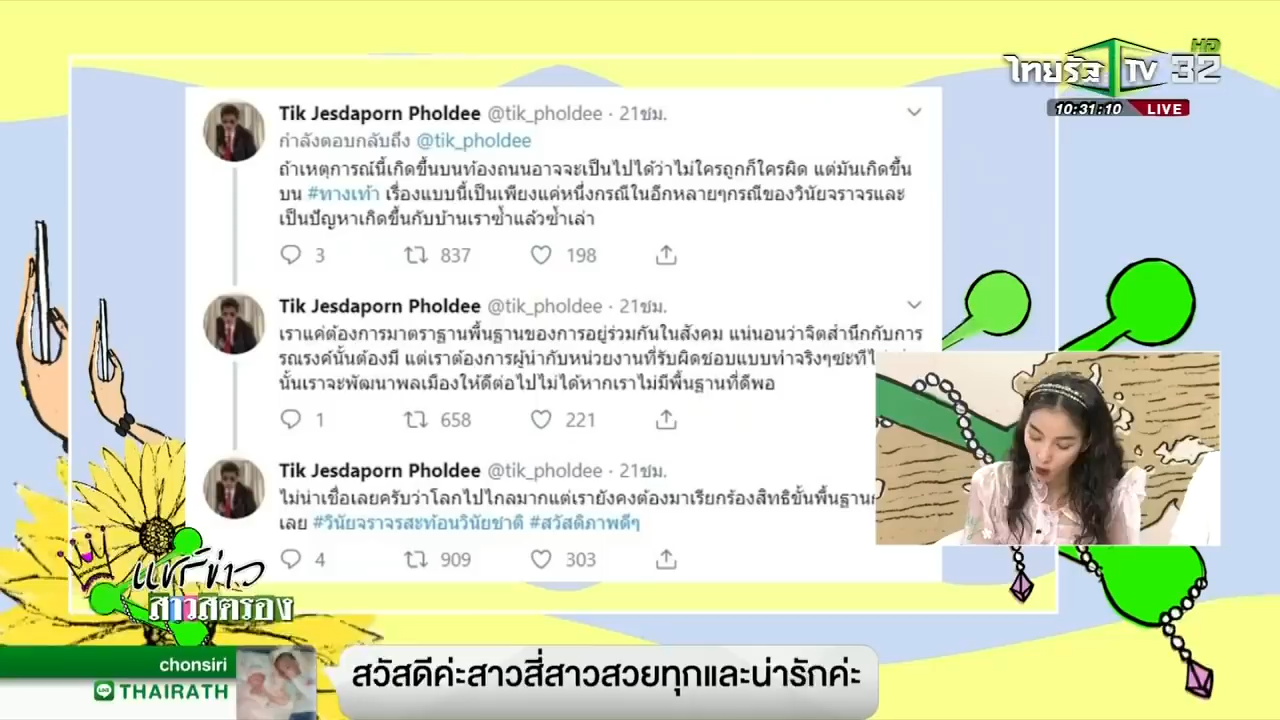 ไทยรัฐ TV 32 HD
10:31:10 LIVE
Tik Jesdaporn Pholdee @tik_pholdee · 21ชม.
กำลังตอบกลับถึง @tik_pholdee
ถ้าเหตุการณ์นี้เกิดขึ้นบนท้องถนนอาจจะเป็นไปได้ว่าไม่ใครถูกก็ใครผิด แต่มันเกิดขึ้น
บน #ทางเท้า เรื่องแบบนี้เป็นเพียงแค่หนึ่งกรณีในอีกหลายๆกรณีของวินัยจราจรและ
เป็นปัญหาเกิดขึ้นกับบ้านเราซ้ำแล้วซ้ำเล่า
3 837 198
Tik Jesdaporn Pholdee @tik_pholdee · 21ชม.
เราแค่ต้องการมาตราฐานพื้นฐานของการอยู่ร่วมกันในสังคม แน่นอนว่าจิตสำนึกกับการ
รณรงค์นั้นต้องมี แต่เราต้องการผู้นำกับหน่วยงานที่รับผิดชอบแบบทำจริงๆซะที
นั้นเราจะพัฒนาพลเมืองให้ดีต่อไปไม่ได้หากเราไม่มีพื้นฐานที่ดีพอ
1 658 221
Tik Jesdaporn Pholdee @tik_pholdee · 21ชม.
ไม่น่าเชื่อเลยครับว่าโลกไปไกลมากแต่เรายังคงต้องมาเรียกร้องสิทธิขั้นพื้นฐาน
เลย #วินัยจราจรสะท้อนวินัยชาติ #สวัสดิภาพดีๆ
4 909 303
แชร์ข่าว
สาวสตรอง
chonsiri
LINE THAIRATH
สวัสดีค่ะสาวสี่สาวสวยทุกและน่ารักค่ะ